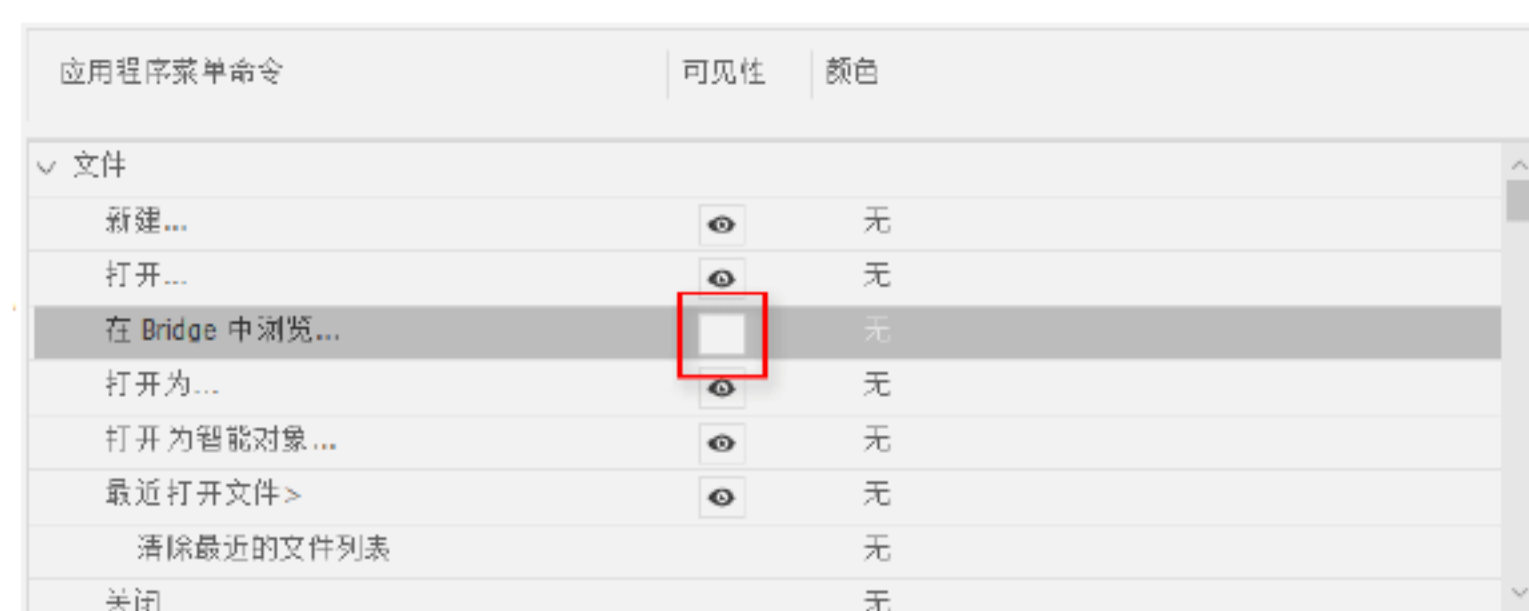 应用程序菜单命令 可见性 颜色
文件
新建... 无
打开... 无
在 Bridge 中浏览... 无
打开为... 无
打开为智能对象... 无
最近打开文件> 无
清除最近的文件列表 无
关闭 无